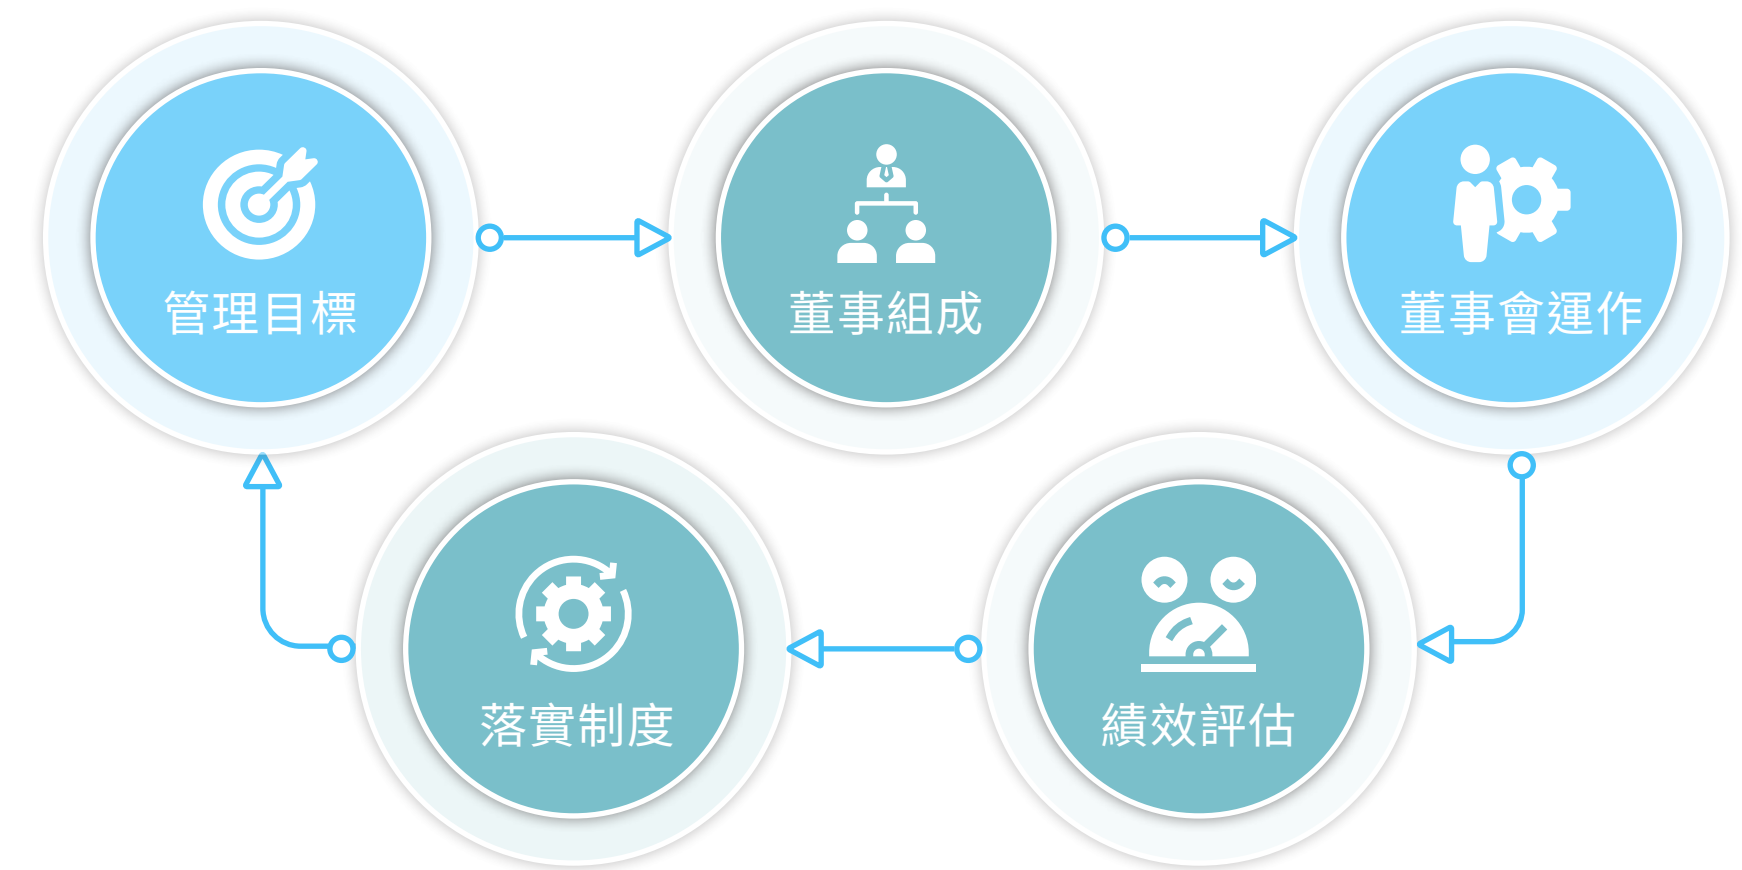 管理目標
董事組成
董事會運作
落實制度
績效評估